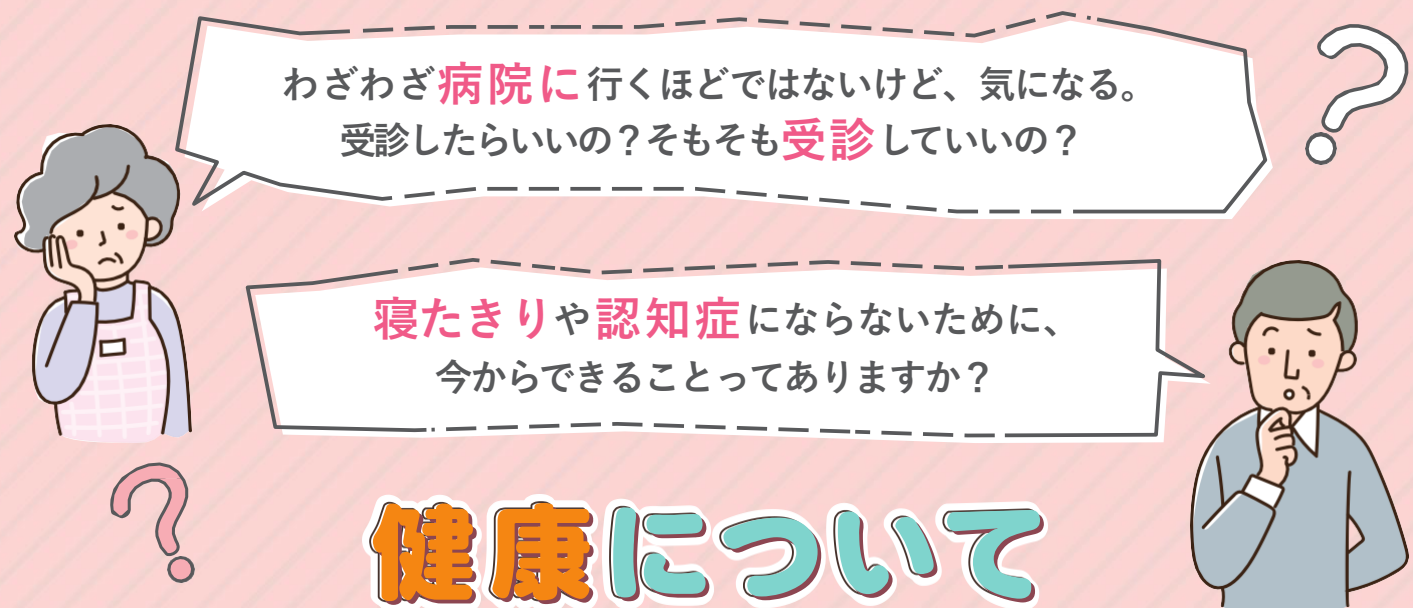 わざわざ病院に行くほどではないけど、気になる。
受診したらいいの？そもそも受診していいの？
寝たきりや認知症にならないために、
今からできることってありますか？
健康について